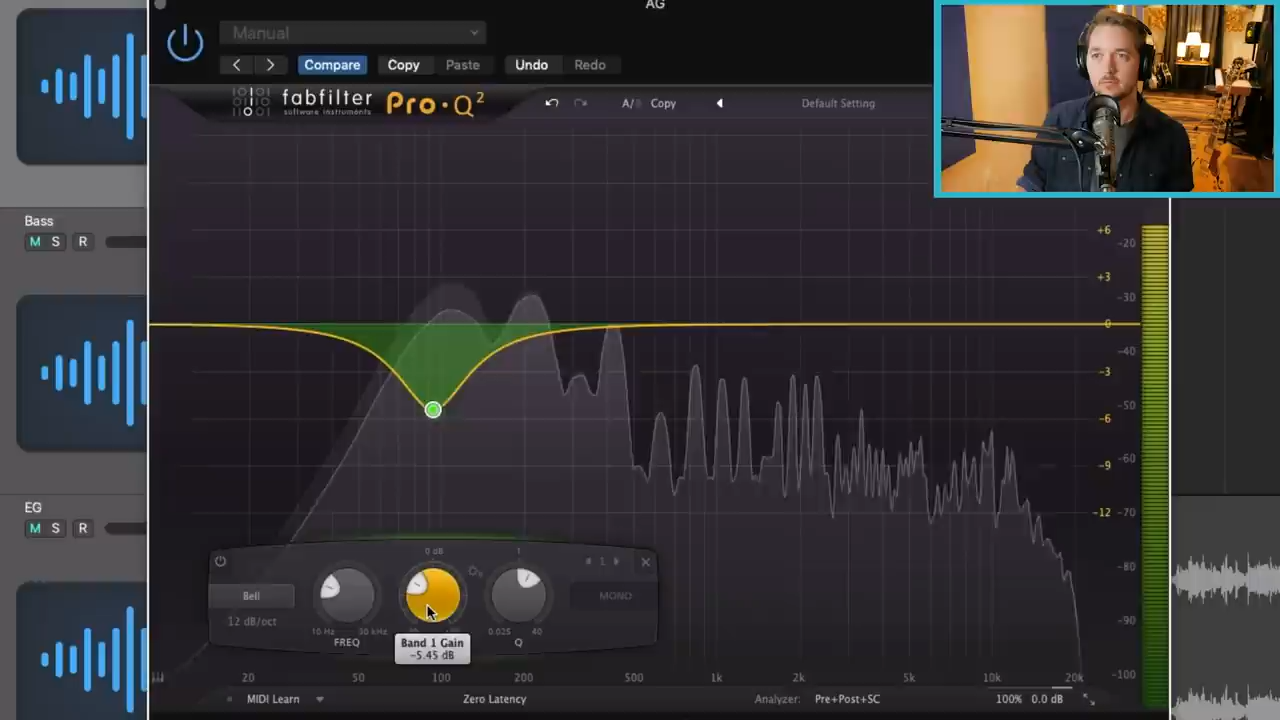 AG
Manual
Compare Copy Paste Undo Redo
fabfilter Pro·Q²
software instruments
A/ Copy Default Setting
Bass
M S R
EG
M S R
+6 -20
+3 -30
0
-40
-3
-50
-6
-60
-9
-12 -70
-80
-90
-100
0 dB 1
1
Bell MONO
12 dB/oct
10 Hz 30 kHz 0.025 40
FREQ Q
Band 1 Gain
-5.45 dB
20 50 100 200 500 1k 2k 5k 10k 20k
MIDI Learn Zero Latency Analyzer: Pre+Post+SC 100% 0.0 dB